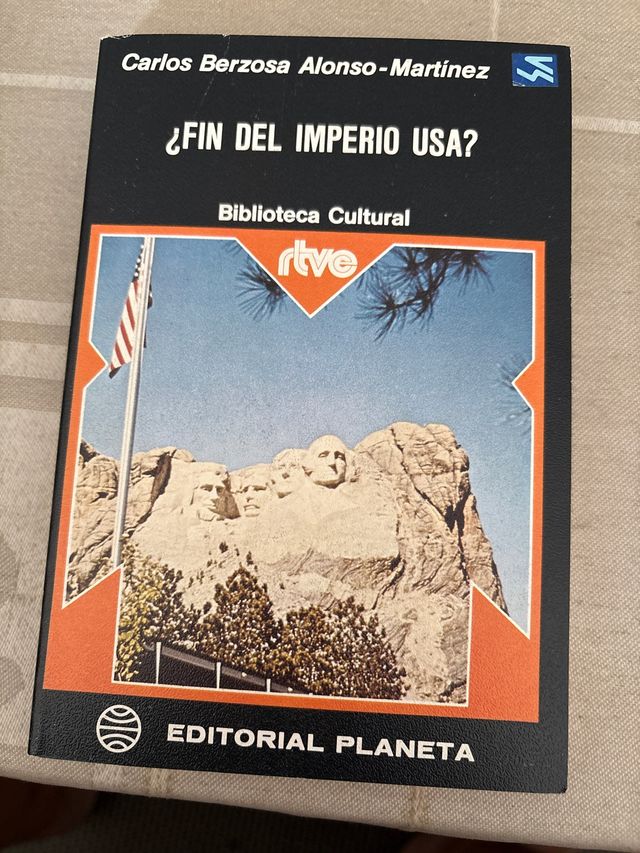 Carlos Berzosa Alonso-Martínez
¿FIN DEL IMPERIO USA?
Biblioteca Cultural
rtve
EDITORIAL PLANETA